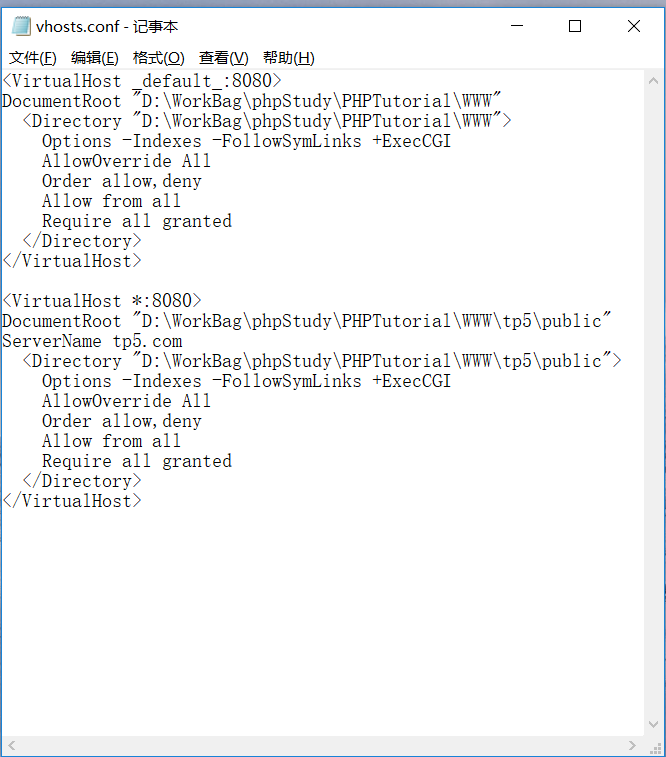 vhosts.conf - 记事本
文件(F) 编辑(E) 格式(O) 查看(V) 帮助(H)
<VirtualHost _default_:8080>
DocumentRoot "D:\WorkBag\phpStudy\PHPTutorial\WWW"
  <Directory "D:\WorkBag\phpStudy\PHPTutorial\WWW">
    Options -Indexes -FollowSymLinks +ExecCGI
    AllowOverride All
    Order allow,deny
    Allow from all
    Require all granted
  </Directory>
</VirtualHost>

<VirtualHost *:8080>
DocumentRoot "D:\WorkBag\phpStudy\PHPTutorial\WWW\tp5\public"
ServerName tp5.com
  <Directory "D:\WorkBag\phpStudy\PHPTutorial\WWW\tp5\public">
    Options -Indexes -FollowSymLinks +ExecCGI
    AllowOverride All
    Order allow,deny
    Allow from all
    Require all granted
  </Directory>
</VirtualHost>